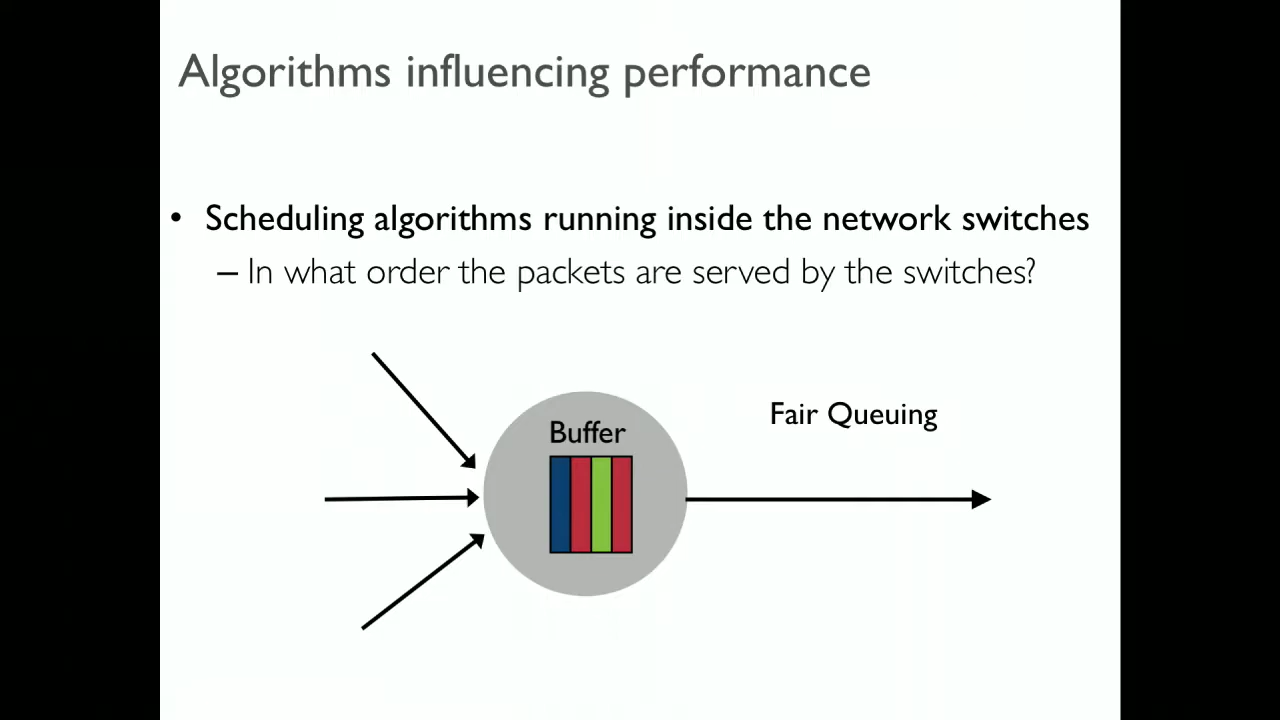 Algorithms influencing performance
• Scheduling algorithms running inside the network switches
– In what order the packets are served by the switches?
Buffer
Fair Queuing